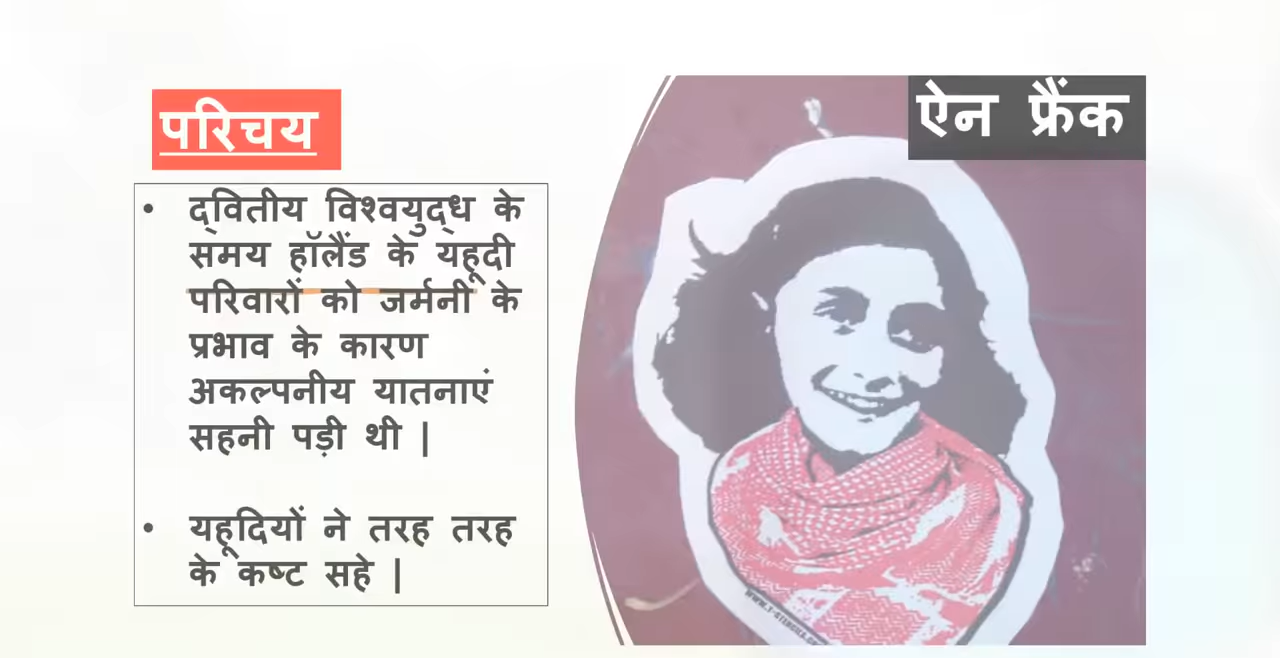 परिचय
ऐन फ्रैंक
• द्वितीय विश्वयुद्ध के
समय हॉलैंड के यहूदी
परिवारों को जर्मनी के
प्रभाव के कारण
अकल्पनीय यातनाएं
सहनी पड़ी थी |
• यहूदियों ने तरह तरह
के कष्ट सहे |